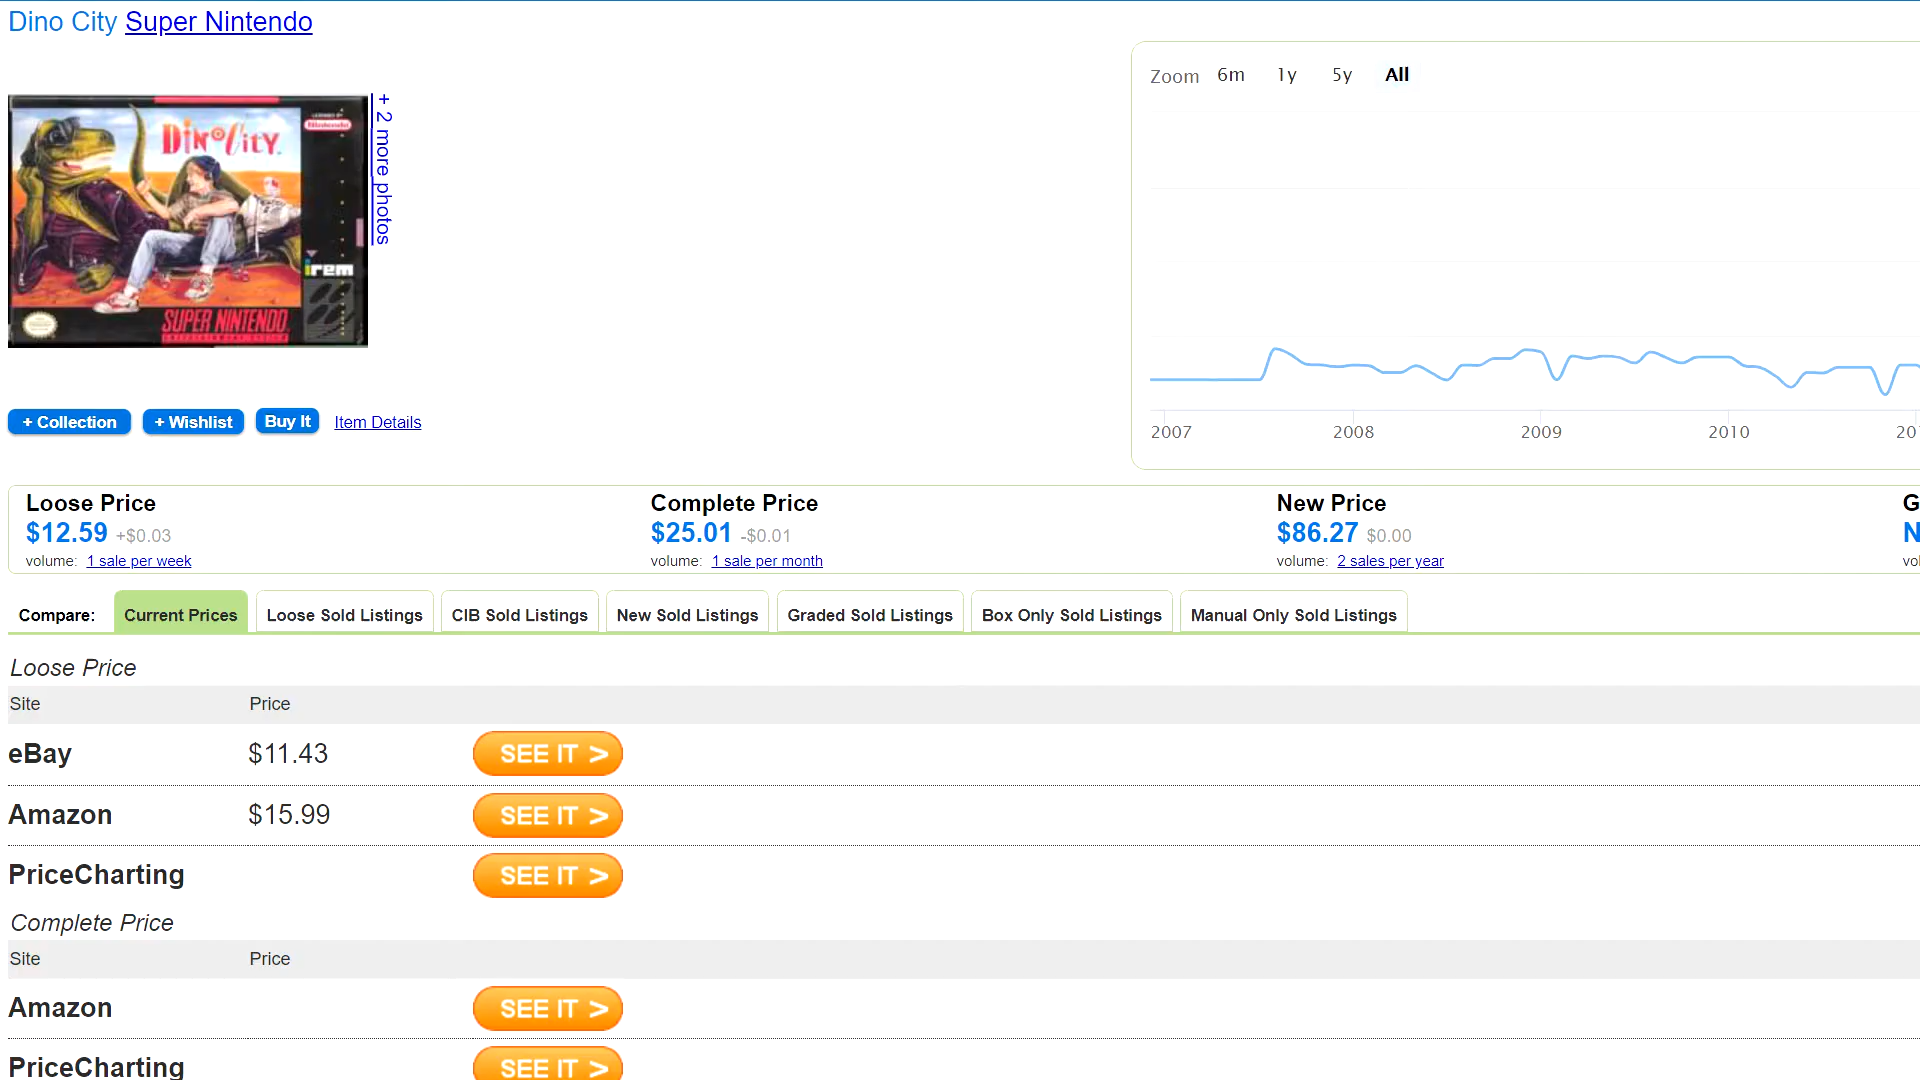 Dino City Super Nintendo
+ 2 more photos
DinoCity
Nintendo
irem
SUPER NINTENDO
Zoom 6m 1y 5y All
2007 2008 2009 2010
+ Collection + Wishlist Buy It Item Details
Loose Price Complete Price New Price
$12.59 +$0.03 $25.01 -$0.01 $86.27 $0.00
volume: 1 sale per week volume: 1 sale per month volume: 2 sales per year
Compare: Current Prices Loose Sold Listings CIB Sold Listings New Sold Listings Graded Sold Listings Box Only Sold Listings Manual Only Sold Listings
Loose Price
Site Price
eBay $11.43 SEE IT >
Amazon $15.99 SEE IT >
PriceCharting SEE IT >
Complete Price
Site Price
Amazon SEE IT >
PriceCharting SEE IT >